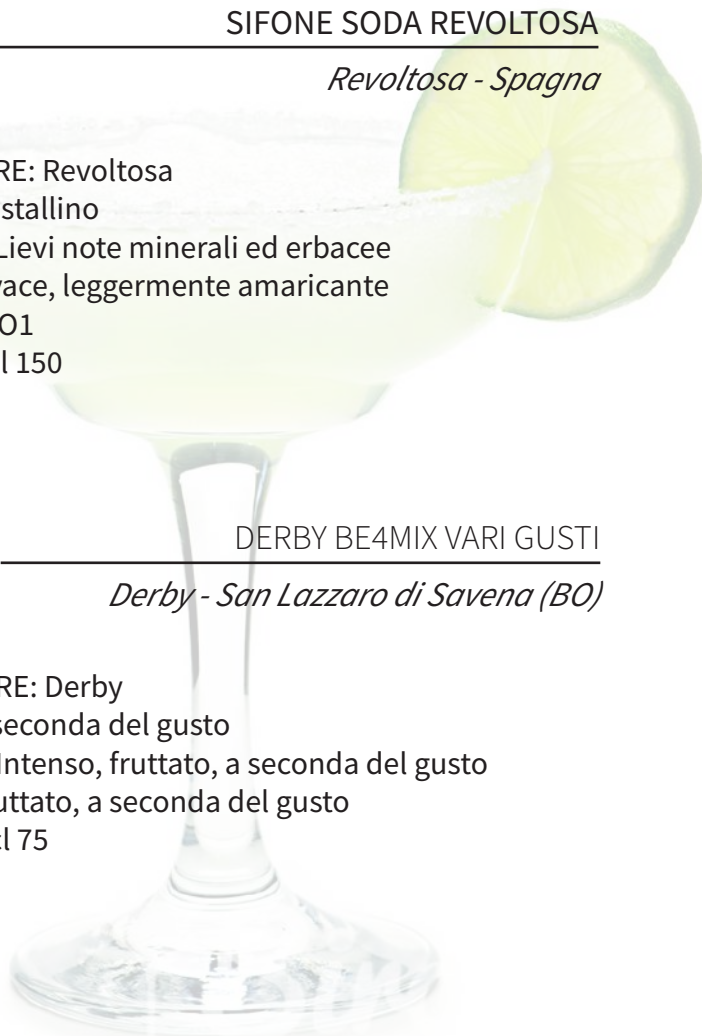 SIFONE SODA REVOLTOSA
Revoltosa - Spagna
RE: Revoltosa
stallino
Lievi note minerali ed erbacee
vace, leggermente amaricante
O1
l 150
DERBY BE4MIX VARI GUSTI
Derby - San Lazzaro di Savena (BO)
RE: Derby
seconda del gusto
Intenso, fruttato, a seconda del gusto
uttato, a seconda del gusto
cl 75